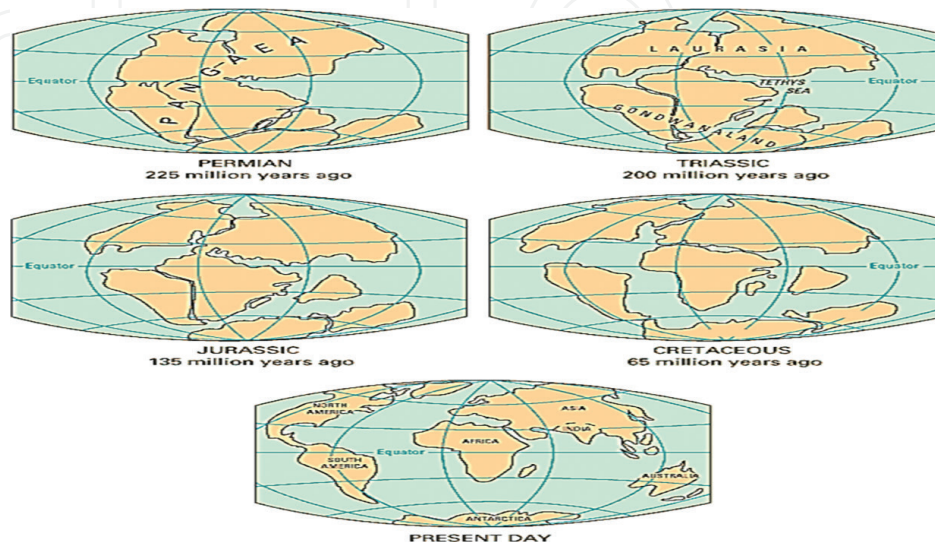 PANGAEA
Equator
PERMIAN
225 million years ago
LAURASIA
TETHYS
SEA
Equator
GONDWANALAND
TRIASSIC
200 million years ago
Equator
JURASSIC
135 million years ago
Equator
CRETACEOUS
65 million years ago
NORTH
AMERICA
ASIA
INDIA
AFRICA
Equator
SOUTH
AMERICA
AUSTRALIA
ANTARCTICA
PRESENT DAY